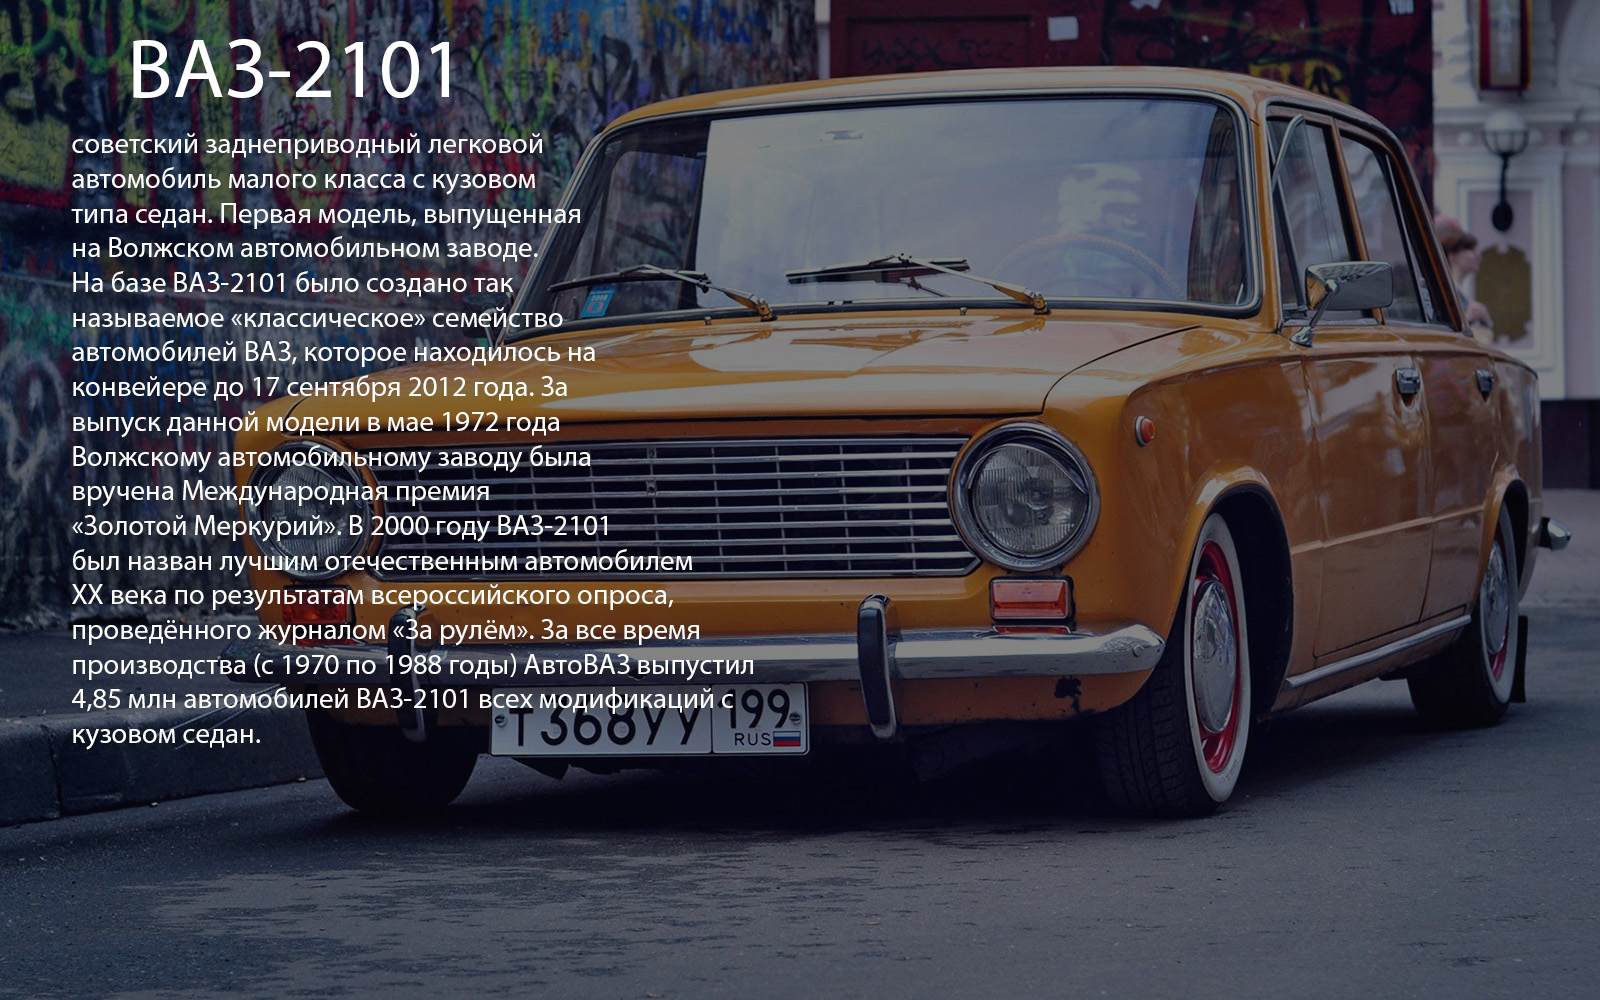 ВАЗ-2101
советский заднеприводный легковой
автомобиль малого класса с кузовом
типа седан. Первая модель, выпущенная
на Волжском автомобильном заводе.
На базе ВАЗ-2101 было создано так
называемое «классическое» семейство
автомобилей ВАЗ, которое находилось на
конвейере до 17 сентября 2012 года. За
выпуск данной модели в мае 1972 года
Волжскому автомобильному заводу была
вручена Международная премия
«Золотой Меркурий». В 2000 году ВАЗ-2101
был назван лучшим отечественным автомобилем
XX века по результатам всероссийского опроса,
проведённого журналом «За рулём». За все время
производства (с 1970 по 1988 годы) АвтоВАЗ выпустил
4,85 млн автомобилей ВАЗ-2101 всех модификаций с
кузовом седан.
Т368УУ 199
RUS